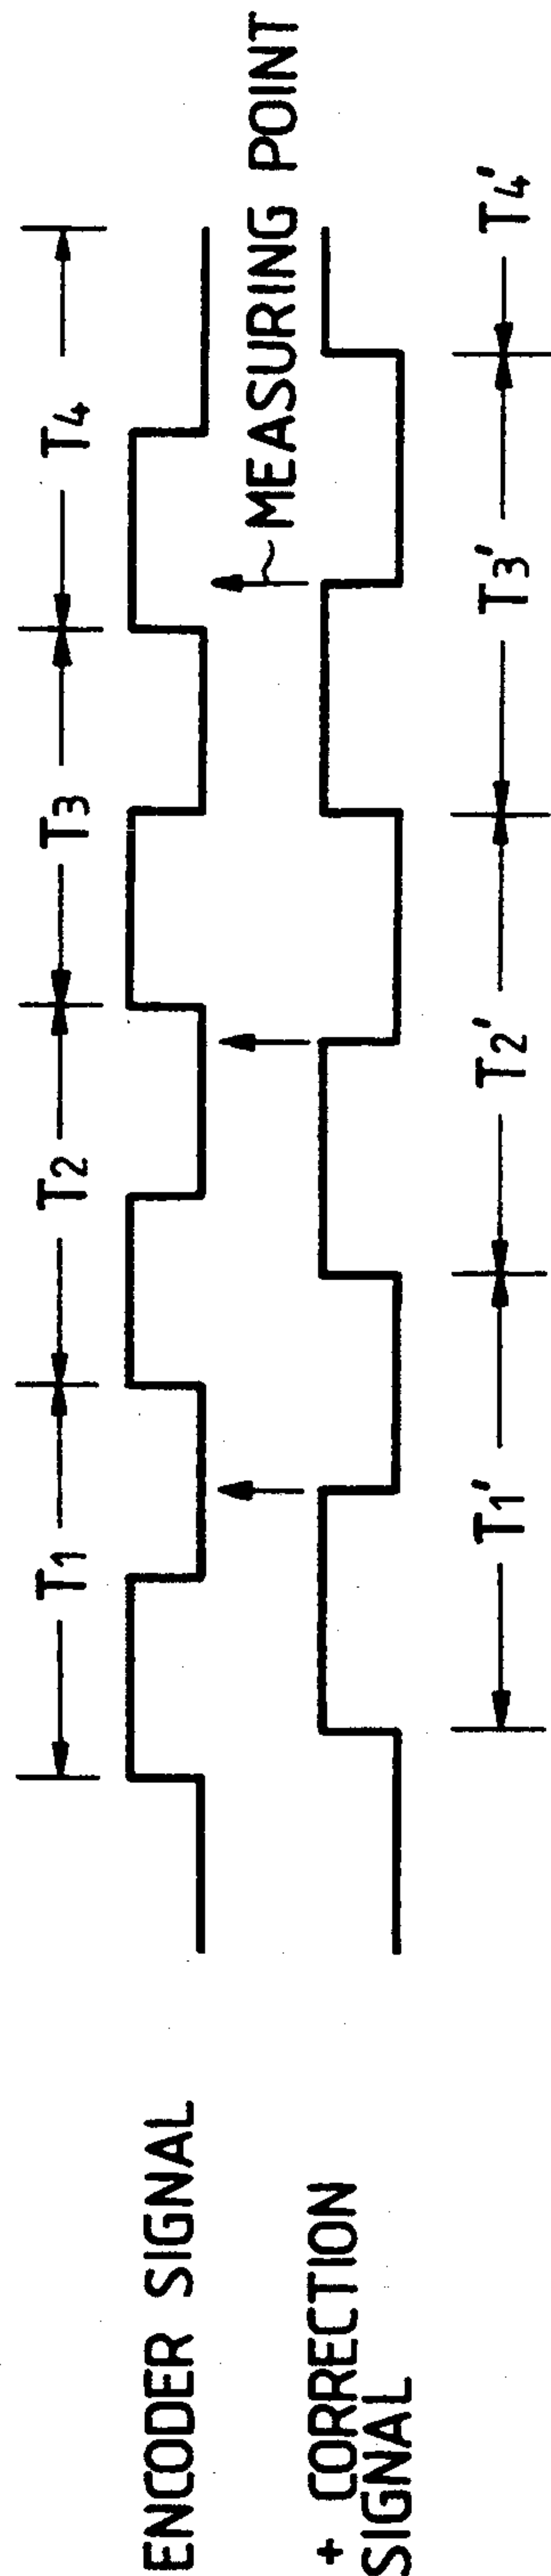 T1 T2 T3 T4
ENCODER SIGNAL
MEASURING POINT
+ CORRECTION
SIGNAL
T1' T2' T3' T4'